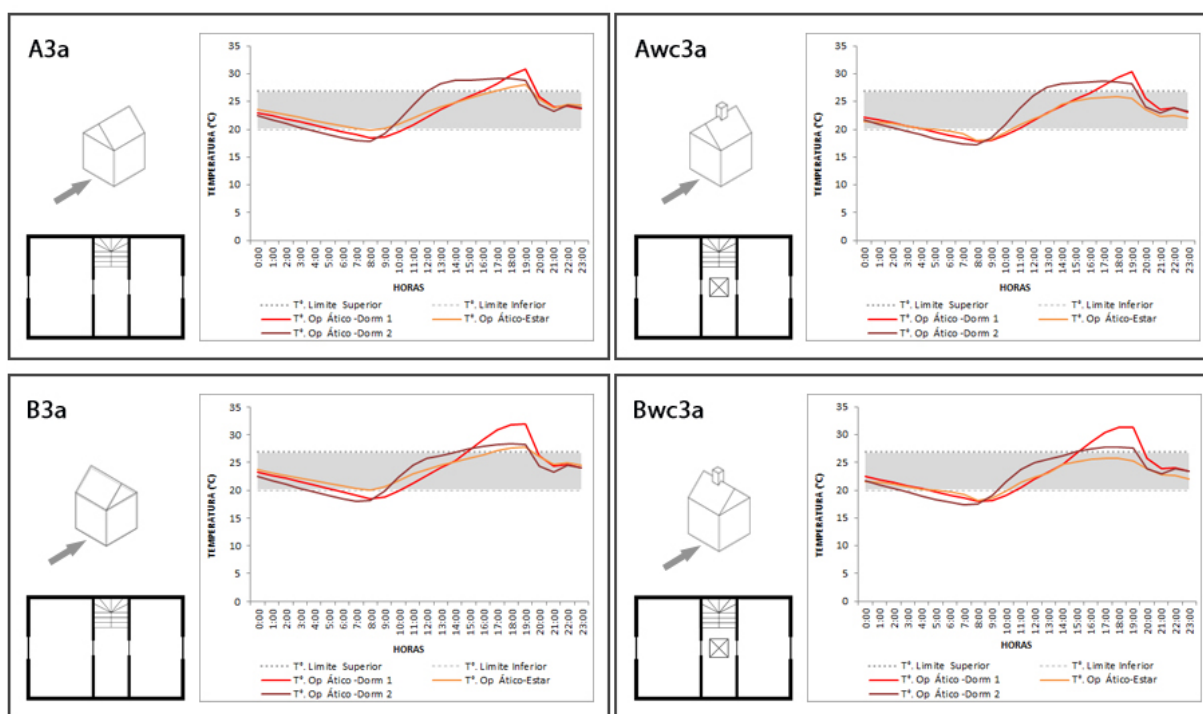 A3a
35
30
25
20
15
10
5
0
TEMPERATURA (°C)
0:00 1:00 2:00 3:00 4:00 5:00 6:00 7:00 8:00 9:00 10:00 11:00 12:00 13:00 14:00 15:00 16:00 17:00 18:00 19:00 20:00 21:00 22:00 23:00
HORAS
Tª. Limite Superior Tª. Limite Inferior
Tª. Op Ático -Dorm 1 Tª. Op Ático-Estar
Tª. Op Ático -Dorm 2
Awc3a
35
30
25
20
15
10
5
0
TEMPERATURA (°C)
0:00 1:00 2:00 3:00 4:00 5:00 6:00 7:00 8:00 9:00 10:00 11:00 12:00 13:00 14:00 15:00 16:00 17:00 18:00 19:00 20:00 21:00 22:00 23:00
HORAS
Tª. Limite Superior Tª. Limite Inferior
Tª. Op Ático -Dorm 1 Tª. Op Ático-Estar
Tª. Op Ático -Dorm 2
B3a
35
30
25
20
15
10
5
0
TEMPERATURA (°C)
0:00 1:00 2:00 3:00 4:00 5:00 6:00 7:00 8:00 9:00 10:00 11:00 12:00 13:00 14:00 15:00 16:00 17:00 18:00 19:00 20:00 21:00 22:00 23:00
HORAS
Tª. Limite Superior Tª. Limite Inferior
Tª. Op Ático -Dorm 1 Tª. Op Ático-Estar
Tª. Op Ático -Dorm 2
Bwc3a
35
30
25
20
15
10
5
0
TEMPERATURA (°C)
0:00 1:00 2:00 3:00 4:00 5:00 6:00 7:00 8:00 9:00 10:00 11:00 12:00 13:00 14:00 15:00 16:00 17:00 18:00 19:00 20:00 21:00 22:00 23:00
HORAS
Tª. Limite Superior Tª. Limite Inferior
Tª. Op Ático -Dorm 1 Tª. Op Ático-Estar
Tª. Op Ático -Dorm 2